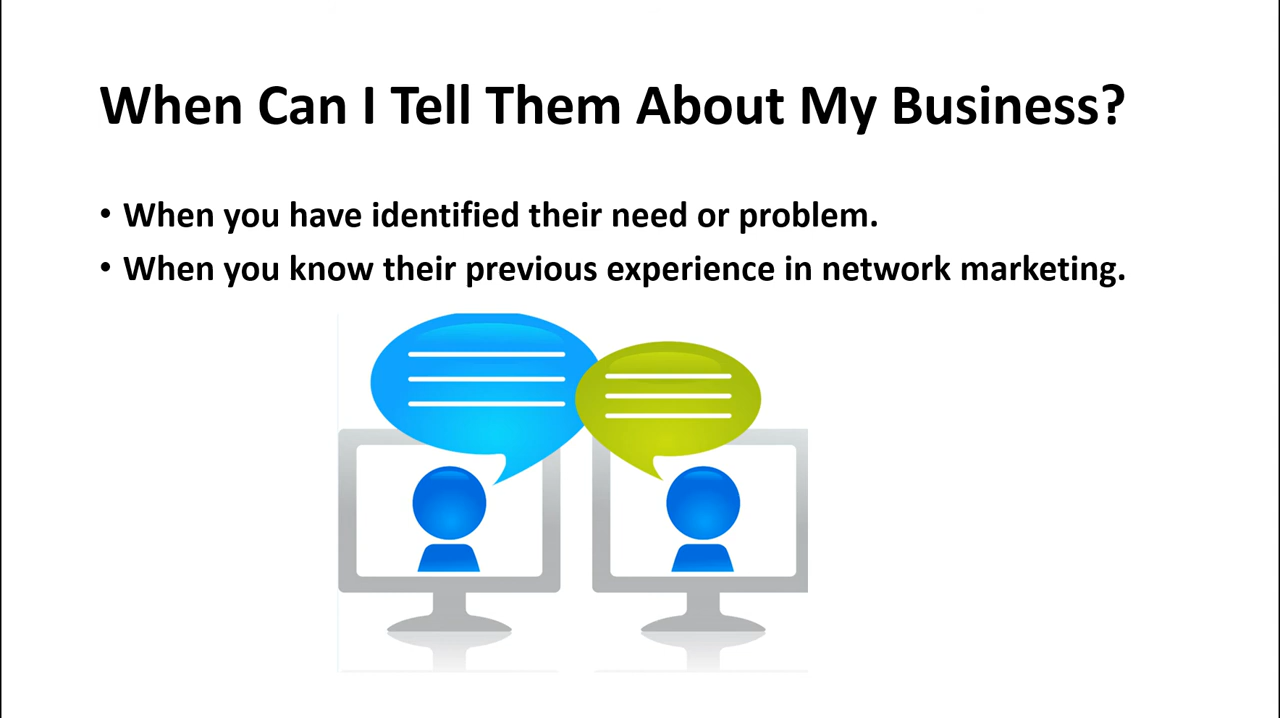 When Can I Tell Them About My Business?
• When you have identified their need or problem.
• When you know their previous experience in network marketing.